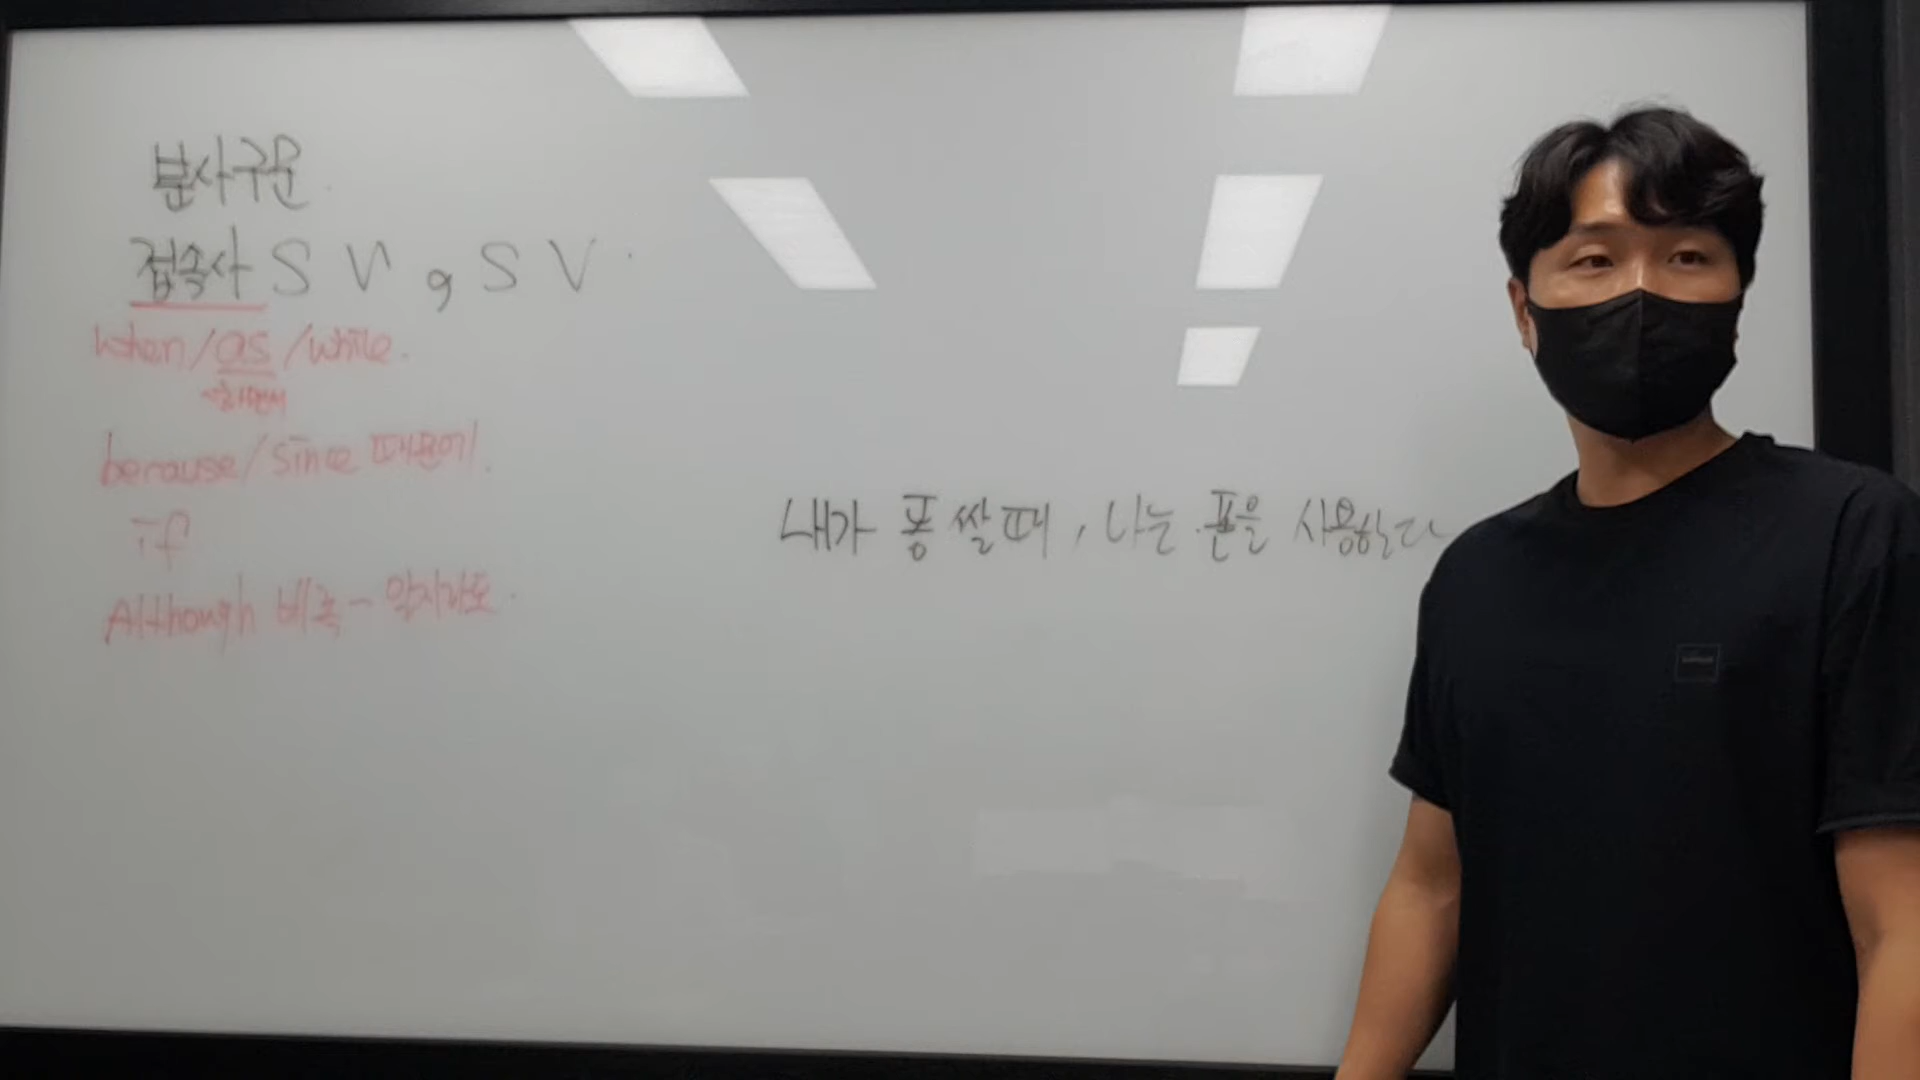 분사구문.
접속사 S V , S V.
when/as/while.
~하면서
because/since 때문에.
if
Although 비록 - 일지라도.
내가 퐁 쌀때, 나는 폰을 사용한다